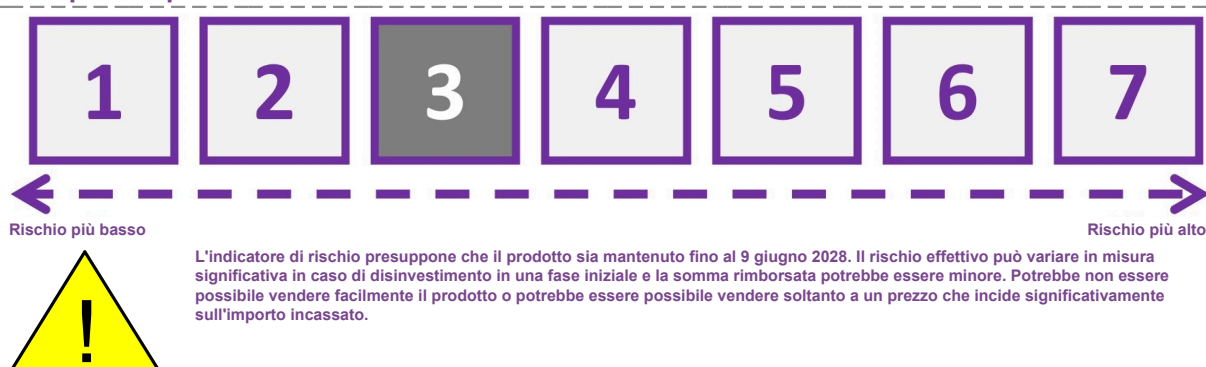 1 2 3 4 5 6 7
Rischio più basso Rischio più alto
L'indicatore di rischio presuppone che il prodotto sia mantenuto fino al 9 giugno 2028. Il rischio effettivo può variare in misura
significativa in caso di disinvestimento in una fase iniziale e la somma rimborsata potrebbe essere minore. Potrebbe non essere
possibile vendere facilmente il prodotto o potrebbe essere possibile vendere soltanto a un prezzo che incide significativamente
sull'importo incassato.
!